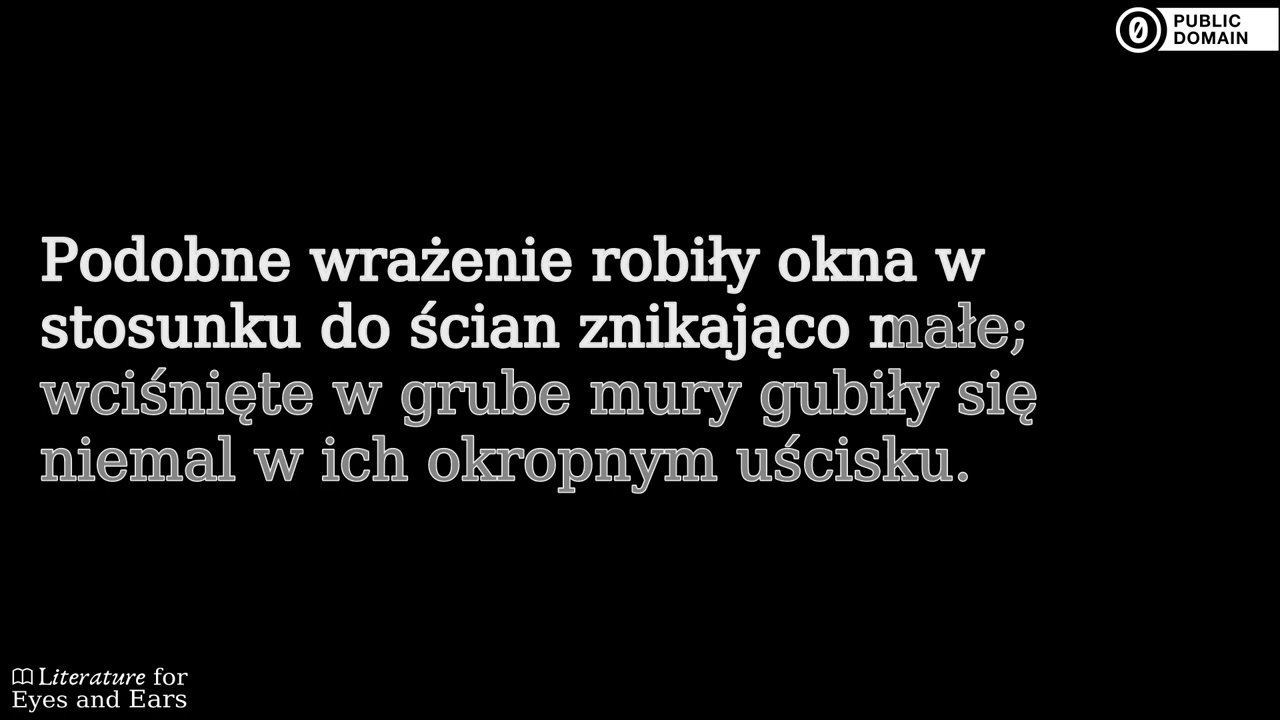 PUBLIC
DOMAIN
Podobne wrażenie robiły okna w
stosunku do ścian znikająco małe;
wciśnięte w grube mury gubiły się
niemal w ich okropnym uścisku.
Literature for
Eyes and Ears